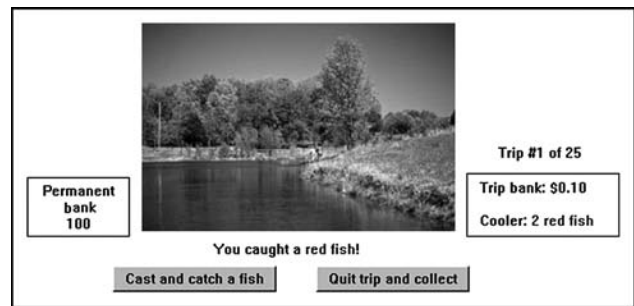 Trip #1 of 25
Permanent
bank
100
Trip bank: $0.10
Cooler: 2 red fish
You caught a red fish!
Cast and catch a fish
Quit trip and collect